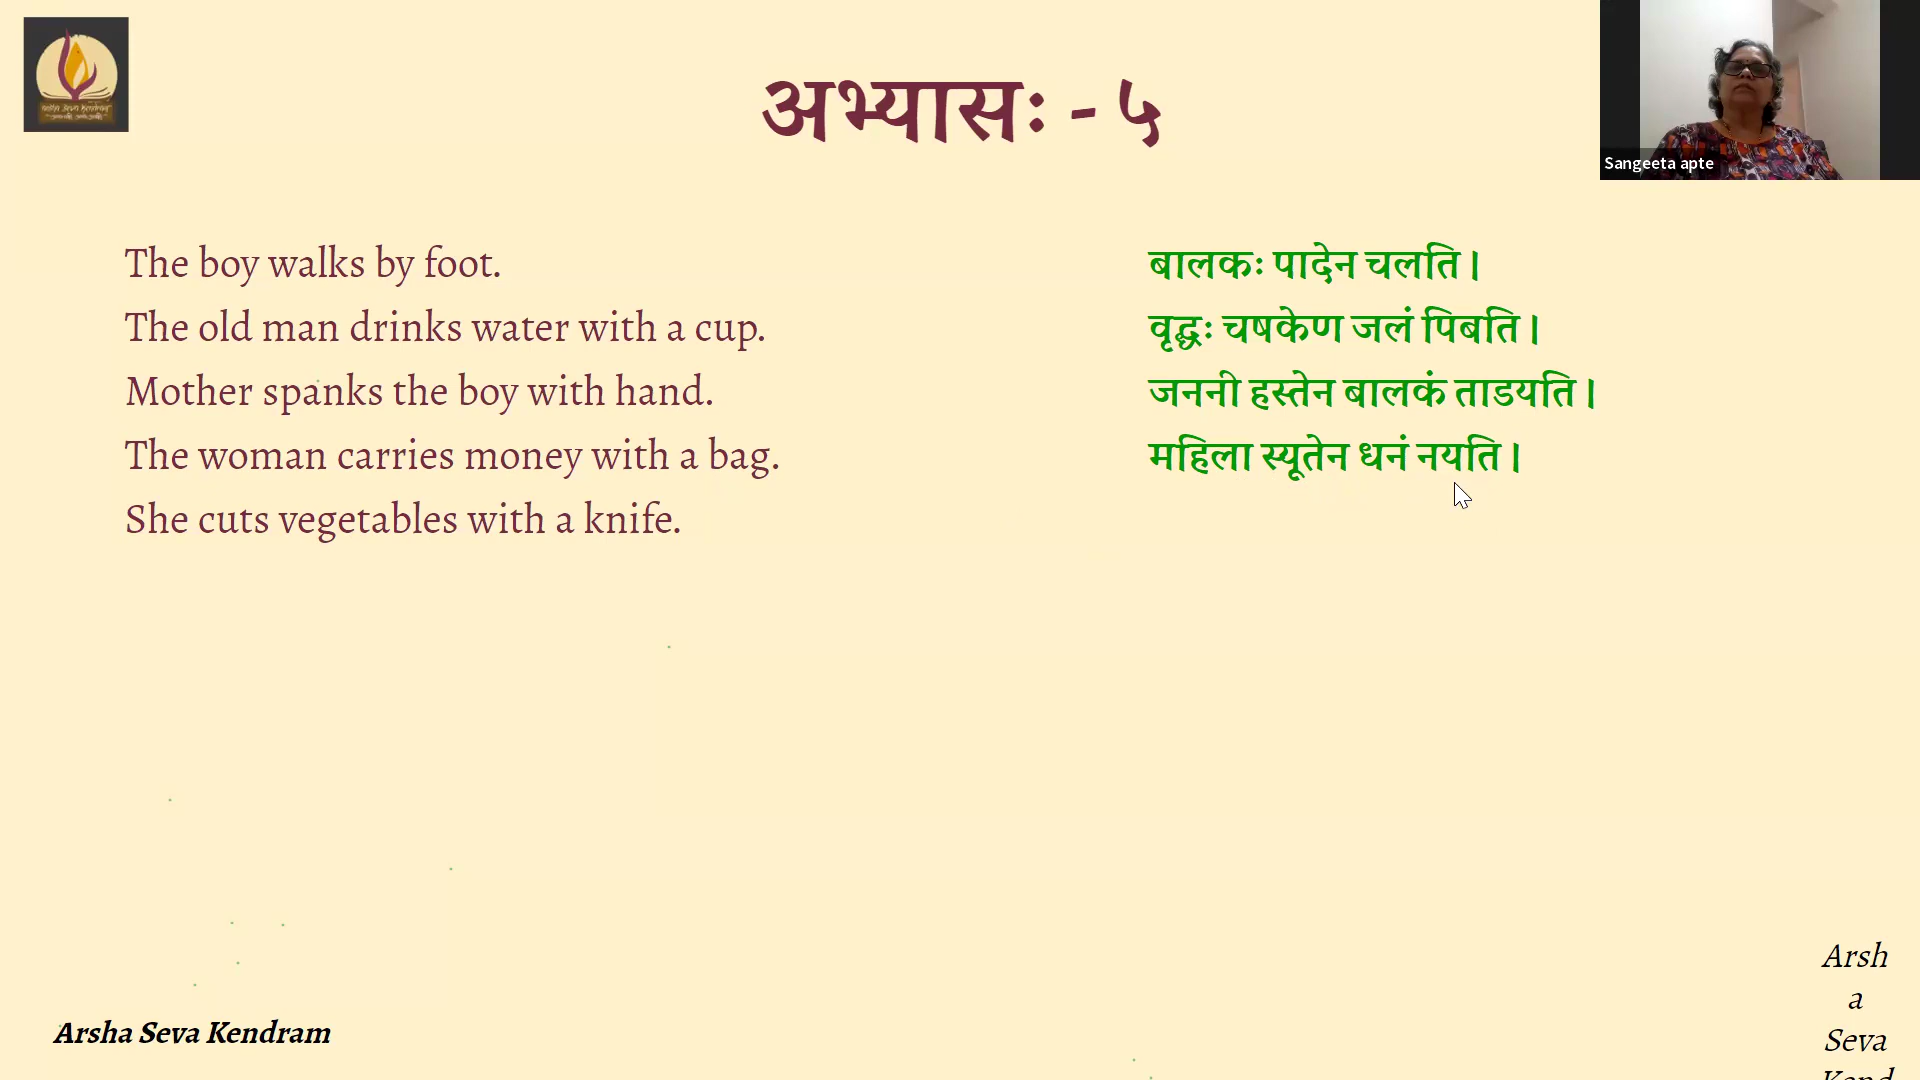 अभ्यासः - ५
Sangeeta apte
The boy walks by foot.
The old man drinks water with a cup.
Mother spanks the boy with hand.
The woman carries money with a bag.
She cuts vegetables with a knife.
बालकः पादेन चलति।
वृद्धः चषकेण जलं पिबति।
जननी हस्तेन बालकं ताडयति।
महिला स्यूतेन धनं नयति।
Arsha Seva Kendram
Arsh
a
Seva
Kend